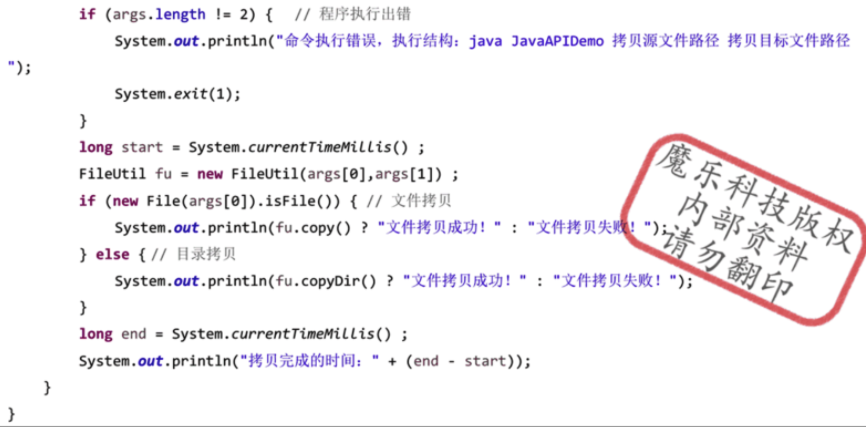 if (args.length != 2) { // 程序执行出错
System.out.println("命令执行错误，执行结构：java JavaAPIDemo 拷贝源文件路径 拷贝目标文件路径
");
System.exit(1);
}
long start = System.currentTimeMillis() ;
FileUtil fu = new FileUtil(args[0],args[1]) ;
if (new File(args[0]).isFile()) { // 文件拷贝
System.out.println(fu.copy() ? "文件拷贝成功！" : "文件拷贝失败！");
} else { // 目录拷贝
System.out.println(fu.copyDir() ? "文件拷贝成功！" : "文件拷贝失败！");
}
long end = System.currentTimeMillis() ;
System.out.println("拷贝完成的时间：" + (end - start));
}
}
魔乐科技版权
内部资料
请勿翻印